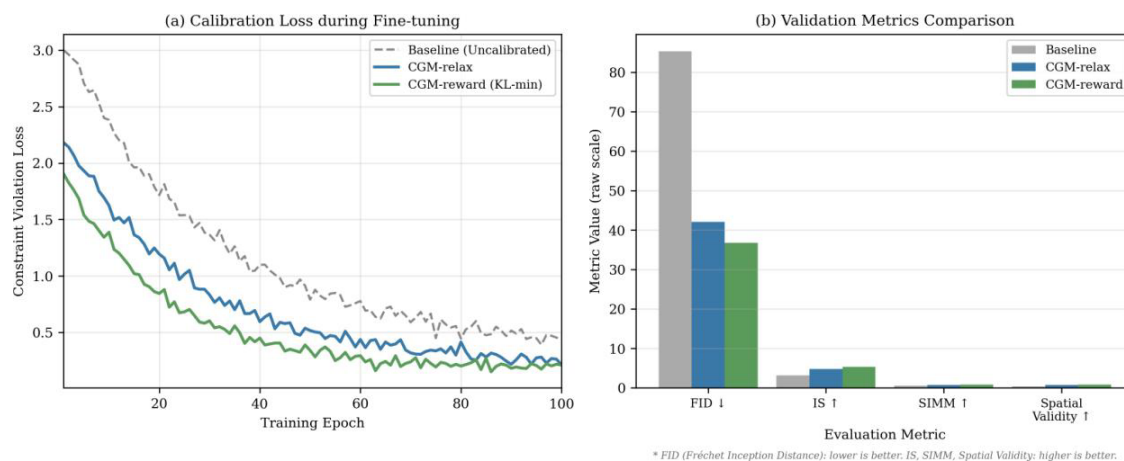 (a) Calibration Loss during Fine-tuning
Constraint Violation Loss
3.0
2.5
2.0
1.5
1.0
0.5
Baseline (Uncalibrated)
CGM-relax
CGM-reward (KL-min)
20
40
60
80
100
Training Epoch
(b) Validation Metrics Comparison
Metric Value (raw scale)
80
70
60
50
40
30
20
10
0
Baseline
CGM-relax
CGM-reward
FID ↓
IS ↑
SIMM ↑
Spatial
Validity ↑
Evaluation Metric
* FID (Fréchet Inception Distance): lower is better. IS, SIMM, Spatial Validity: higher is better.